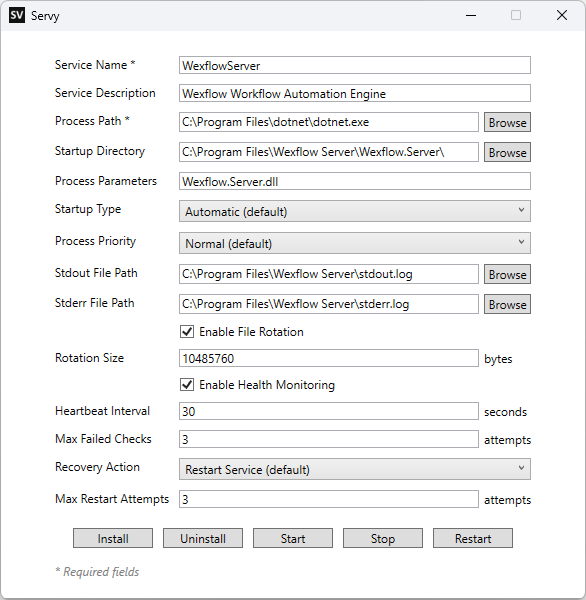 SV Servy
Service Name * WexflowServer
Service Description Wexflow Workflow Automation Engine
Process Path * C:\Program Files\dotnet\dotnet.exe Browse
Startup Directory C:\Program Files\Wexflow Server\Wexflow.Server\ Browse
Process Parameters Wexflow.Server.dll
Startup Type Automatic (default)
Process Priority Normal (default)
Stdout File Path C:\Program Files\Wexflow Server\stdout.log Browse
Stderr File Path C:\Program Files\Wexflow Server\stderr.log Browse
Enable File Rotation
Rotation Size 10485760 bytes
Enable Health Monitoring
Heartbeat Interval 30 seconds
Max Failed Checks 3 attempts
Recovery Action Restart Service (default)
Max Restart Attempts 3 attempts
Install Uninstall Start Stop Restart
* Required fields